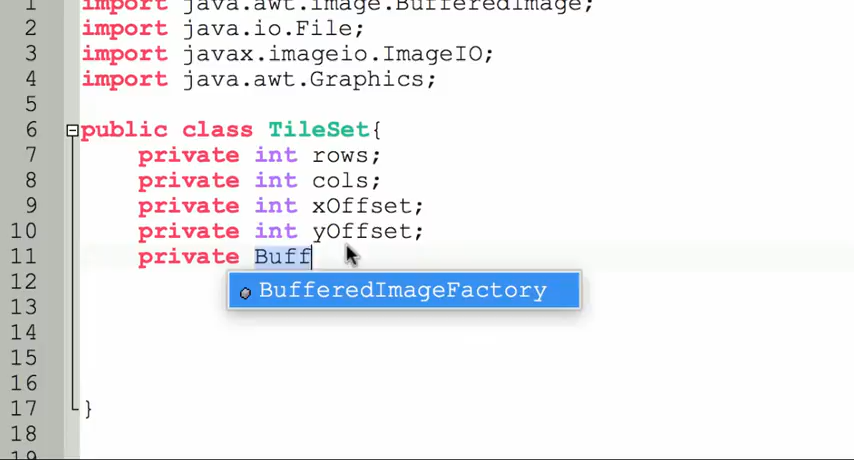 1 import java.awt.image.BufferedImage;
2 import java.io.File;
3 import javax.imageio.ImageIO;
4 import java.awt.Graphics;
5
6 public class TileSet{
7 private int rows;
8 private int cols;
9 private int xOffset;
10 private int yOffset;
11 private Buff
12 BufferedImageFactory
13
14
15
16
17 }
18
19